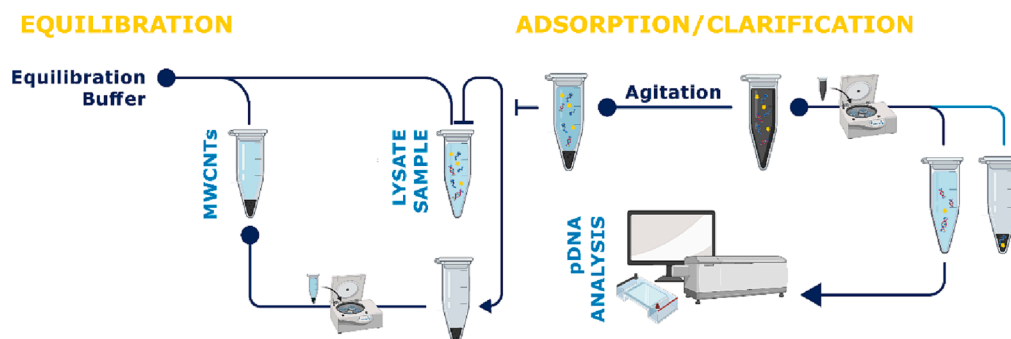 EQUILIBRATION
ADSORPTION/CLARIFICATION
Equilibration
Buffer
MWCNTs
LYSATE
SAMPLE
Agitation
pDNA
ANALYSIS